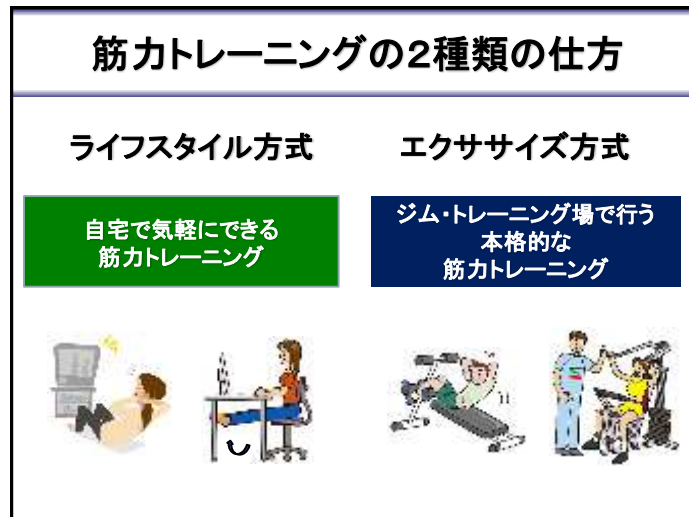 筋力トレーニングの2種類の仕方
ライフスタイル方式
エクササイズ方式
自宅で気軽にできる
筋力トレーニング
ジム・トレーニング場で行う
本格的な
筋力トレーニング